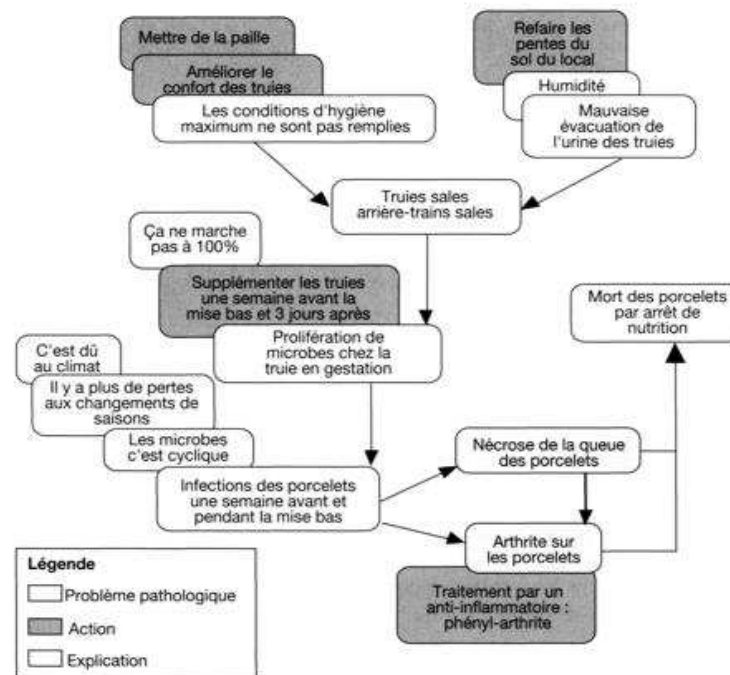 Mettre de la paille
Améliorer le
confort des truies
Les conditions d'hygiène
maximum ne sont pas remplies
Refaire les
pentes du
sol du local
Humidité
Mauvaise
évacuation de
l'urine des truies
Truies sales
arrière-trains sales
Ça ne marche
pas à 100%
Supplémenter les truies
une semaine avant la
mise bas et 3 jours après
Prolifération de
microbes chez la
truie en gestation
Mort des porcelets
par arrêt de
nutrition
C'est dû
au climat
Il y a plus de pertes
aux changements de
saisons
Les microbes
c'est cyclique
Infections des porcelets
une semaine avant et
pendant la mise bas
Nécrose de la queue
des porcelets
Arthrite sur
les porcelets
Traitement par un
anti-inflammatoire :
phényl-arthrite
Légende
Problème pathologique
Action
Explication